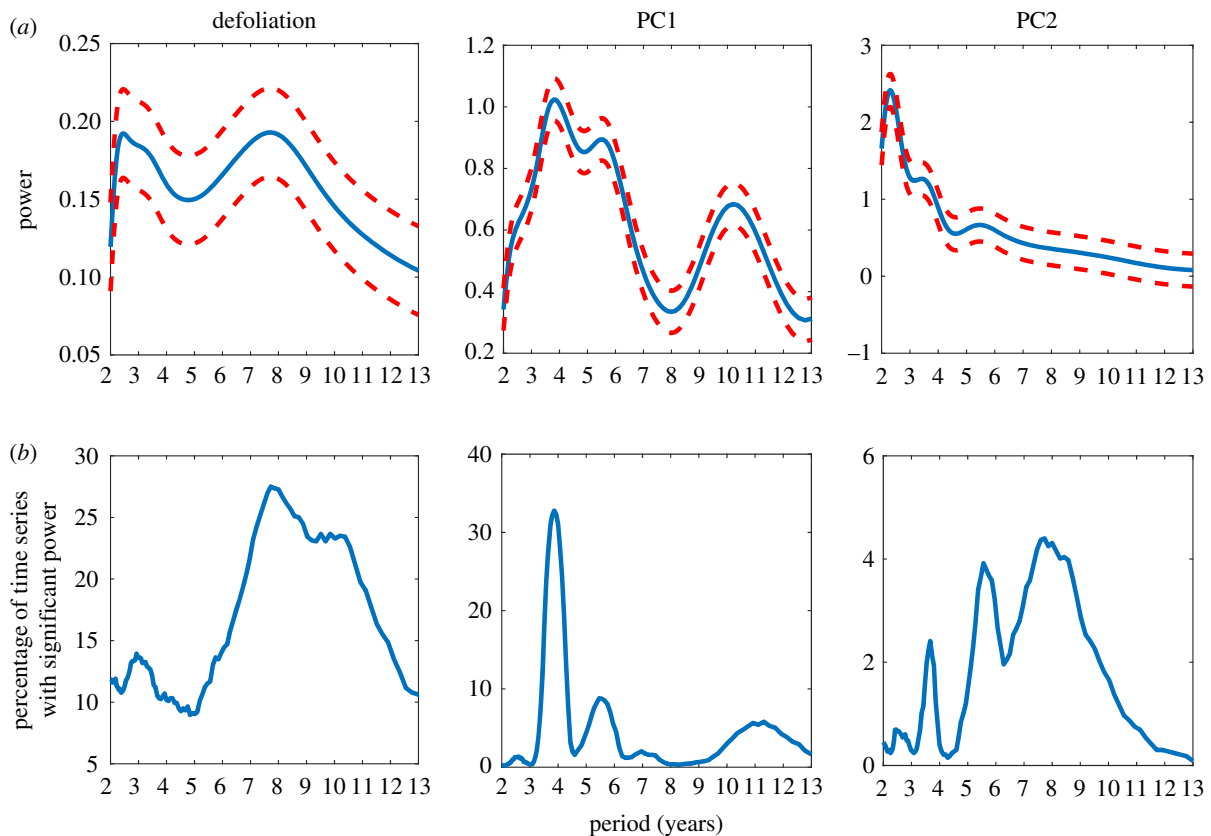 (a)
defoliation
PC1
PC2
power
0.25
0.20
0.15
0.10
0.05
2 3 4 5 6 7 8 9 10 11 12 13
1.2
1.0
0.8
0.6
0.4
0.2
2 3 4 5 6 7 8 9 10 11 12 13
3
2
1
0
−1
2 3 4 5 6 7 8 9 10 11 12 13
(b)
percentage of time series
with significant power
30
25
20
15
10
5
2 3 4 5 6 7 8 9 10 11 12 13
40
30
20
10
0
2 3 4 5 6 7 8 9 10 11 12 13
6
4
2
0
2 3 4 5 6 7 8 9 10 11 12 13
period (years)